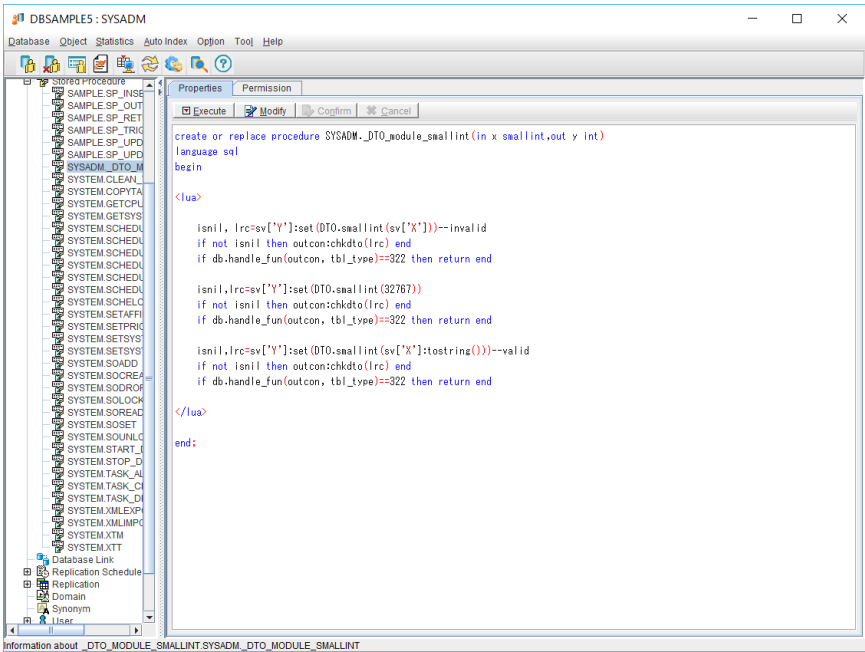 DBSAMPLE5 : SYSADM
Database Object Statistics Auto Index Option Tool Help
Stored Procedure
SAMPLE.SP_INSE
SAMPLE.SP_OUT
SAMPLE.SP_RET
SAMPLE.SP_TRIG
SAMPLE.SP_UPD
SAMPLE.SP_UPD
SYSADM._DTO_M
SYSTEM.CLEAN_
SYSTEM.COPYTA
SYSTEM.GETCPU
SYSTEM.GETSYS
SYSTEM.SCHEDU
SYSTEM.SCHEDU
SYSTEM.SCHEDU
SYSTEM.SCHEDU
SYSTEM.SCHEDU
SYSTEM.SCHEDU
SYSTEM.SCHELO
SYSTEM.SETAFFI
SYSTEM.SETPRIO
SYSTEM.SETSYS
SYSTEM.SETSYS
SYSTEM.SOADD
SYSTEM.SOCREA
SYSTEM.SODROP
SYSTEM.SOLOCK
SYSTEM.SOREAD
SYSTEM.SOSET
SYSTEM.SOUNLO
SYSTEM.START_
SYSTEM.STOP_D
SYSTEM.TASK_AL
SYSTEM.TASK_
SYSTEM.TASK_D
SYSTEM.XMLEXP
SYSTEM.XMLIMPO
SYSTEM.XTM
SYSTEM.XTT
Database Link
Replication Schedule
Replication
Domain
Synonym
User
Properties Permission
Execute Modify Confirm Cancel
create or replace procedure SYSADM._DTO_module_smallint(in x smallint,out y int)
language sql
begin
<lua>
isnil, lrc=sv['Y']:set(DTO.smallint(sv['X']))--invalid
if not isnil then outcon:chkdto(lrc) end
if db.handle_fun(outcon, tbl_type)==322 then return end
isnil,lrc=sv['Y']:set(DTO.smallint(32767))
if not isnil then outcon:chkdto(lrc) end
if db.handle_fun(outcon, tbl_type)==322 then return end
isnil,lrc=sv['Y']:set(DTO.smallint(sv['X']:tostring()))--valid
if not isnil then outcon:chkdto(lrc) end
if db.handle_fun(outcon, tbl_type)==322 then return end
</lua>
end;
Information about _DTO_MODULE_SMALLINT.SYSADM._DTO_MODULE_SMALLINT